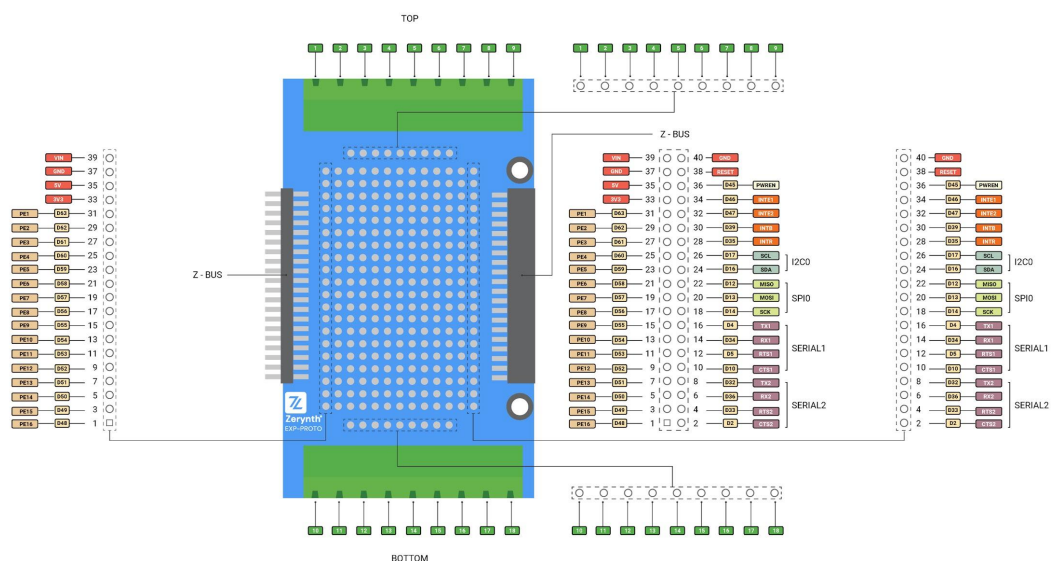 TOP
1 2 3 4 5 6 7 8 9 1 2 3 4 5 6 7 8 9
Z - BUS
VIN 39 VIN 39 40 GND 40 GND
GND 37 GND 37 38 RESET 38 RESET
5V 35 5V 35 36 D45 PWREN 36 D45 PWREN
3V3 33 3V3 33 34 D46 INTE1 34 D46 INTE1
PE1 D63 31 PE1 D63 31 32 D47 INTE2 32 D47 INTE2
PE2 D62 29 PE2 D62 29 30 D39 INTB 30 D39 INTB
PE3 D61 27 PE3 D61 27 28 D35 INTR 28 D35 INTR
PE4 D60 25 PE4 D60 25 26 D17 SCL 26 D17 SCL
I2C0 I2C0
PE5 D59 23 Z - BUS PE5 D59 23 24 D16 SDA 24 D16 SDA
PE6 D58 21 PE6 D58 21 22 D12 MISO 22 D12 MISO
PE7 D57 19 PE7 D57 19 20 D13 MOSI SPI0 20 D13 MOSI SPI0
PE8 D56 17 PE8 D56 17 18 D14 SCK 18 D14 SCK
PE9 D55 15 PE9 D55 15 16 D4 TX1 16 D4 TX1
PE10 D54 13 PE10 D54 13 14 D34 RX1 14 D34 RX1
SERIAL1 SERIAL1
PE11 D53 11 PE11 D53 11 12 D5 RTS1 12 D5 RTS1
PE12 D52 9 PE12 D52 9 10 D10 CTS1 10 D10 CTS1
PE13 D51 7 PE13 D51 7 8 D32 TX2 8 D32 TX2
PE14 D50 5 PE14 D50 5 6 D36 RX2 6 D36 RX2
SERIAL2 SERIAL2
PE15 D49 3 PE15 D49 3 4 D33 RTS2 4 D33 RTS2
PE16 D48 1 PE16 D48 1 2 D2 CTS2 2 D2 CTS2
Zerynth
EXP-PROTO
10 11 12 13 14 15 16 17 18 10 11 12 13 14 15 16 17 18
BOTTOM